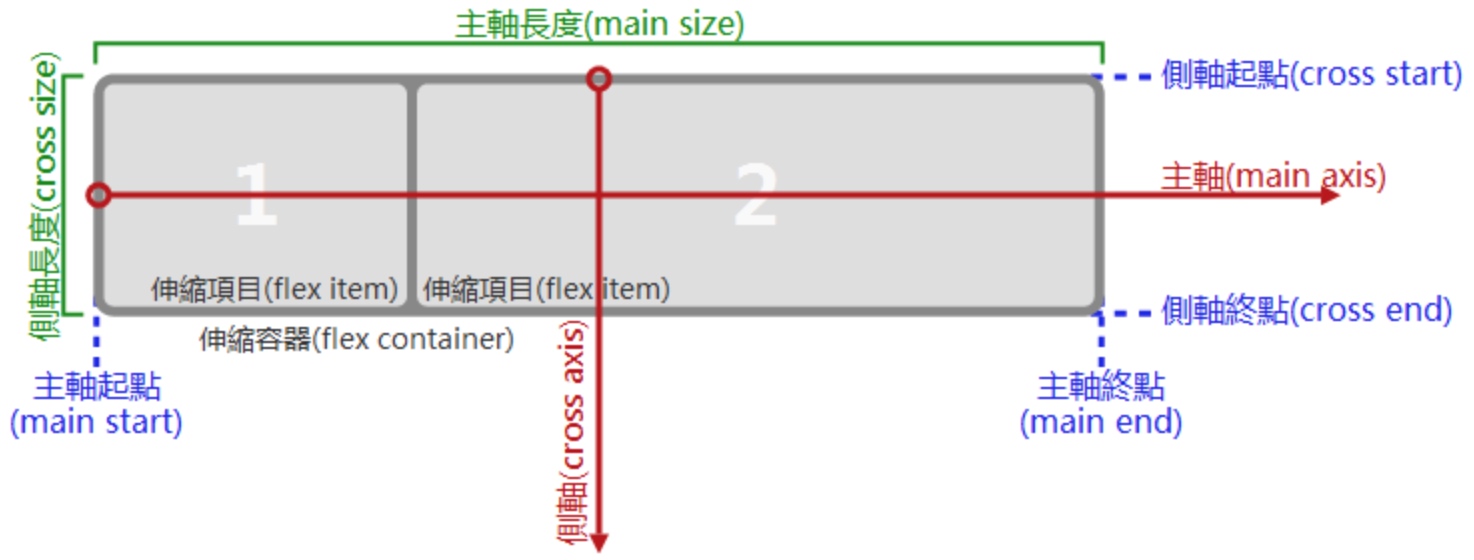 主軸長度(main size)
側軸長度(cross size)
側軸起點(cross start)
主軸(main axis)
1
2
伸縮項目(flex item)
伸縮項目(flex item)
側軸終點(cross end)
伸縮容器(flex container)
側軸(cross axis)
主軸起點
(main start)
主軸終點
(main end)